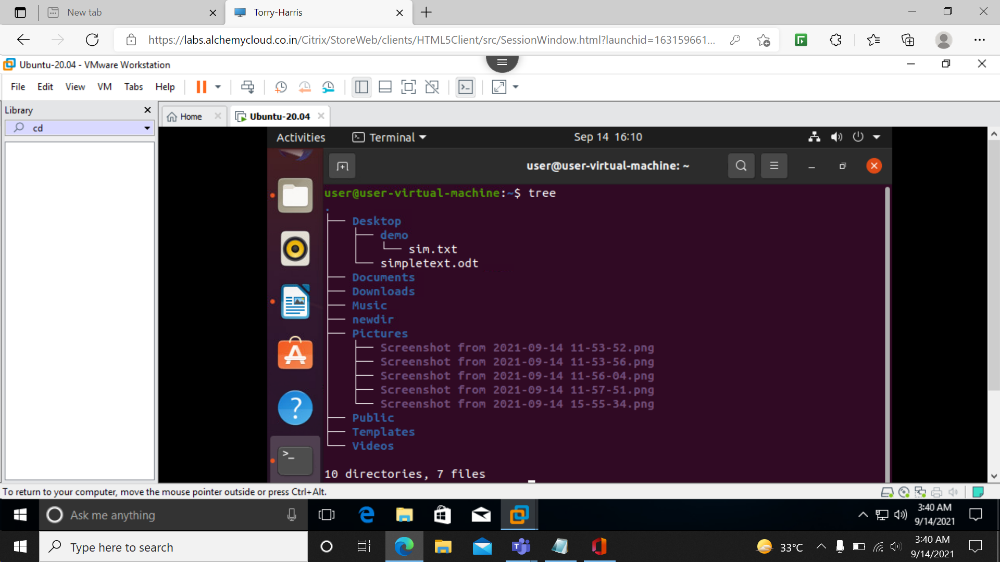 New tab
Torry-Harris
https://labs.alchemycloud.co.in/Citrix/StoreWeb/clients/HTML5Client/src/SessionWindow.html?launchid=163159661...
Ubuntu-20.04 - VMware Workstation
File Edit View VM Tabs Help
Library
cd
Home
Ubuntu-20.04
Activities Terminal Sep 14 16:10
user@user-virtual-machine: ~
user@user-virtual-machine:~$ tree
.
├── Desktop
│   ├── demo
│   │   └── sim.txt
│   └── simpletext.odt
├── Documents
├── Downloads
├── Music
├── newdir
├── Pictures
│   ├── Screenshot from 2021-09-14 11-53-52.png
│   ├── Screenshot from 2021-09-14 11-53-56.png
│   ├── Screenshot from 2021-09-14 11-56-04.png
│   ├── Screenshot from 2021-09-14 11-57-51.png
│   └── Screenshot from 2021-09-14 15-55-34.png
├── Public
├── Templates
└── Videos
10 directories, 7 files
To return to your computer, move the mouse pointer outside or press Ctrl+Alt.
Ask me anything
3:40 AM
9/14/2021
Type here to search
33°C
3:40 AM
9/14/2021